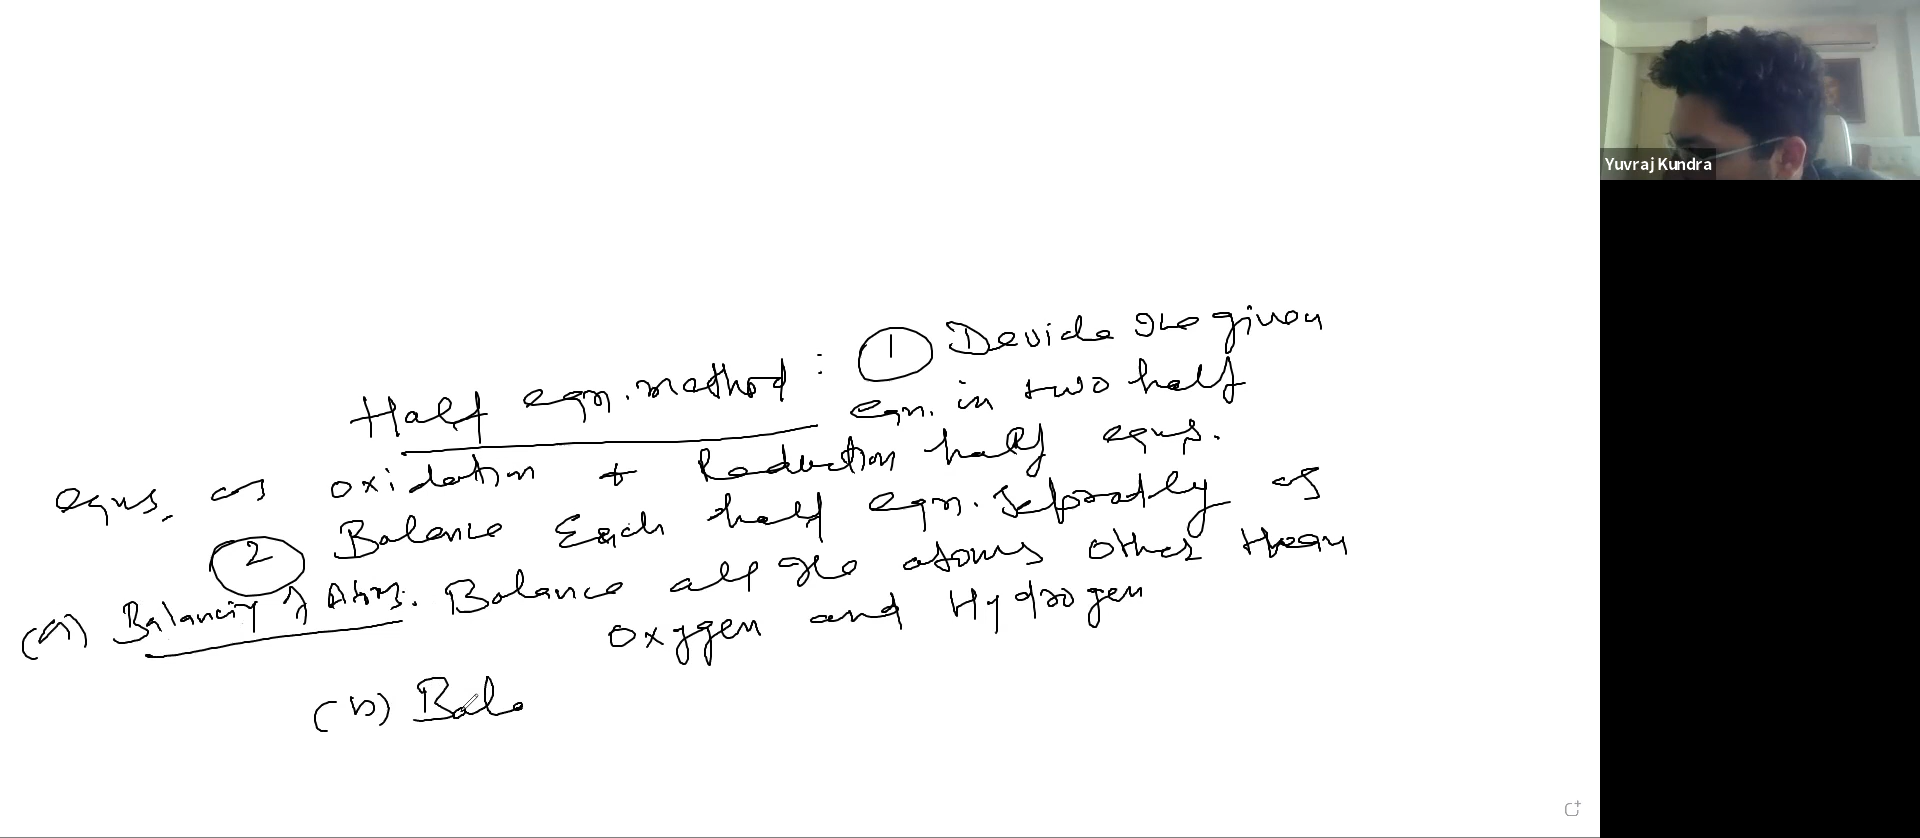 Half eqn. method : 1 Devide the given
eqn. in two half
eqns. as oxidation + Reduction half eqns.
2 Balance Each half eqn. Seprately as
(a) Balancing of Atoms. Balance all the atoms other than
oxygen and Hydrogen
(b) Bala
Yuvraj Kundra